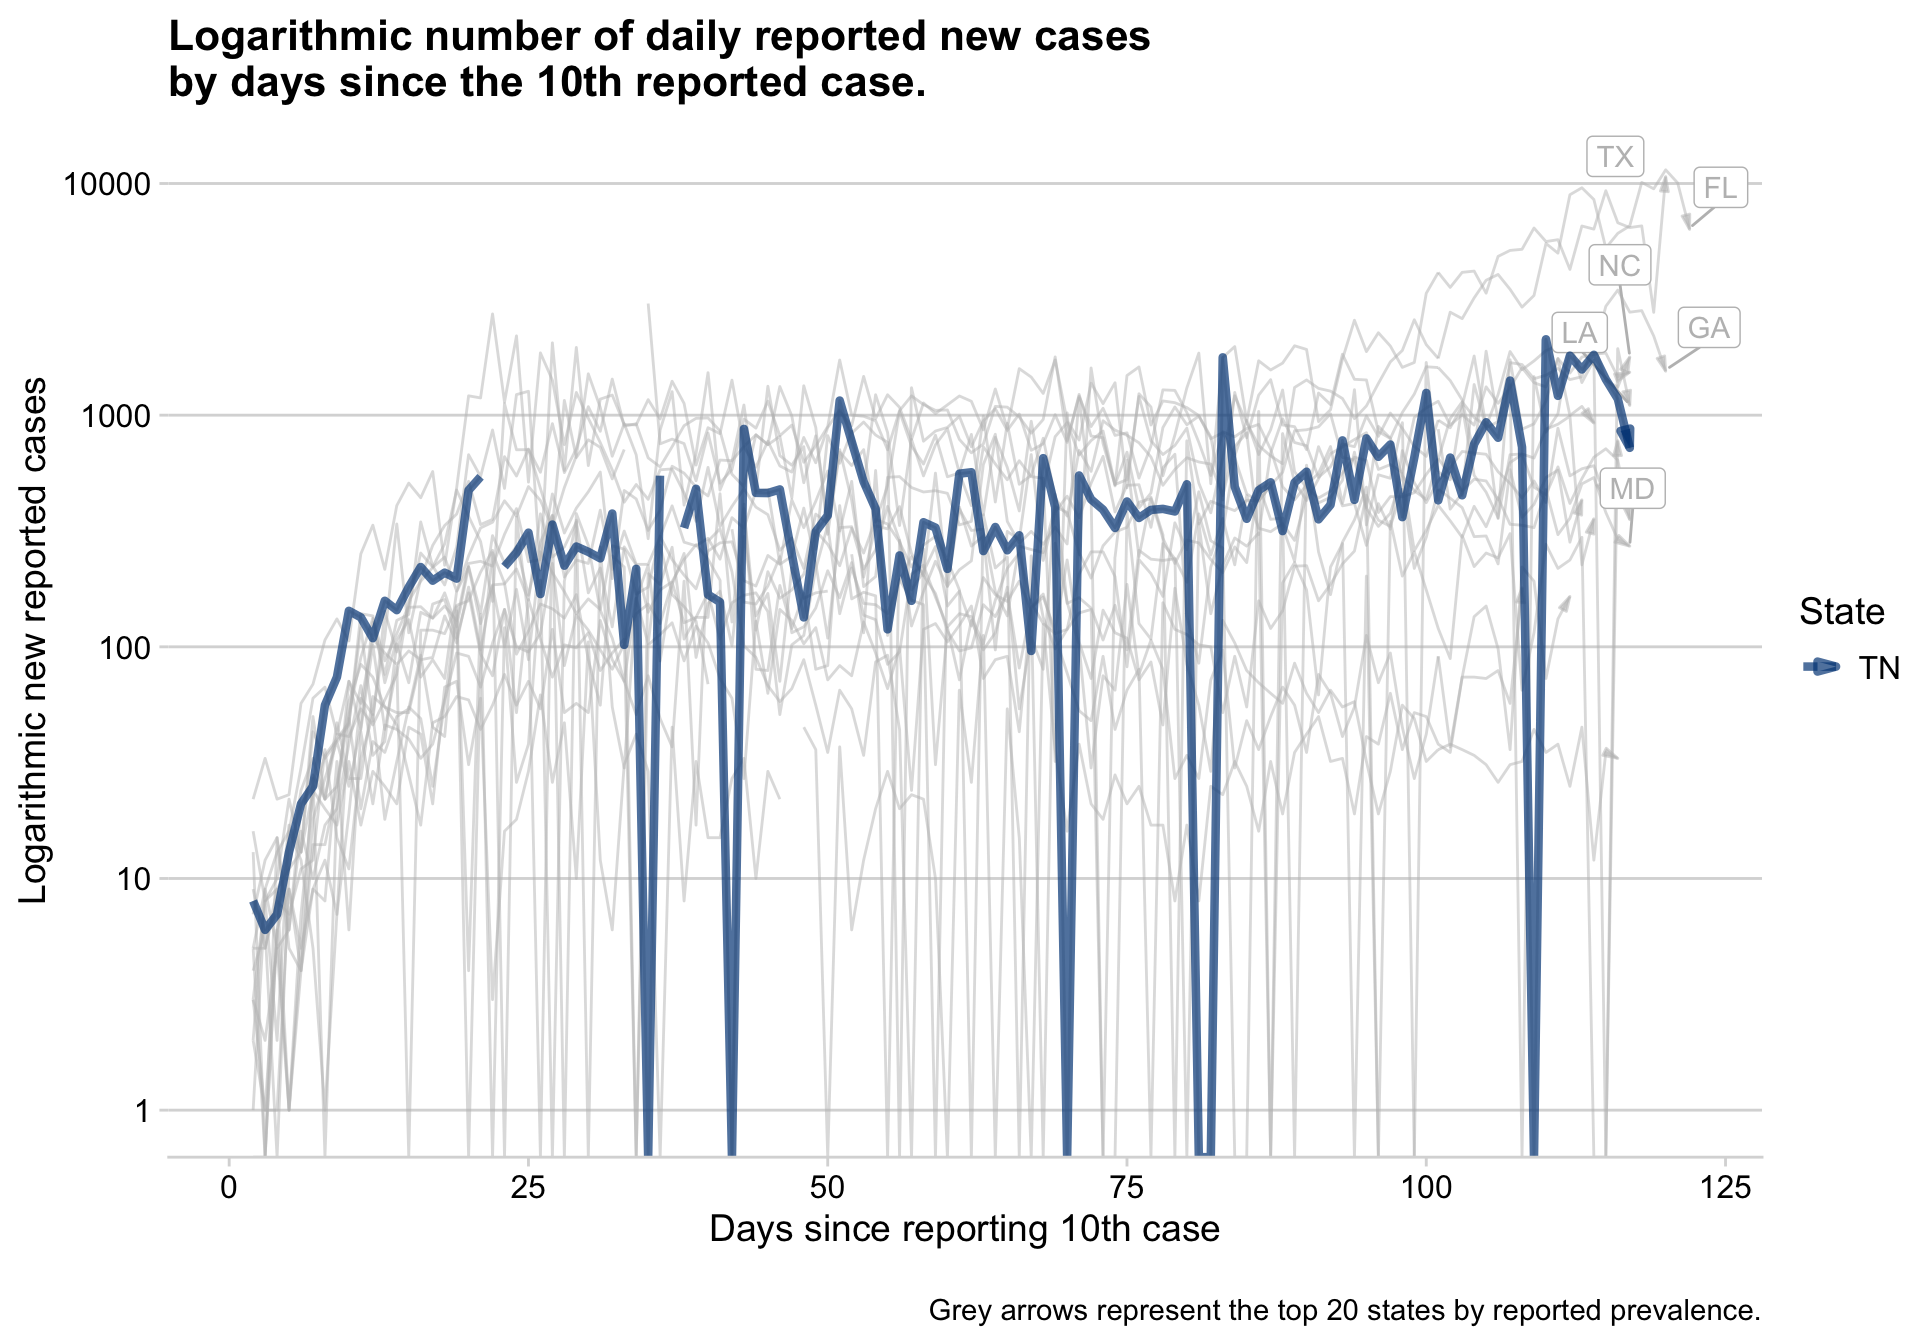 Logarithmic number of daily reported new cases
by days since the 10th reported case.
Logarithmic new reported cases
10000
1000
100
10
1
TX
FL
NC
LA
GA
MD
State
TN
0
25
50
75
100
125
Days since reporting 10th case
Grey arrows represent the top 20 states by reported prevalence.